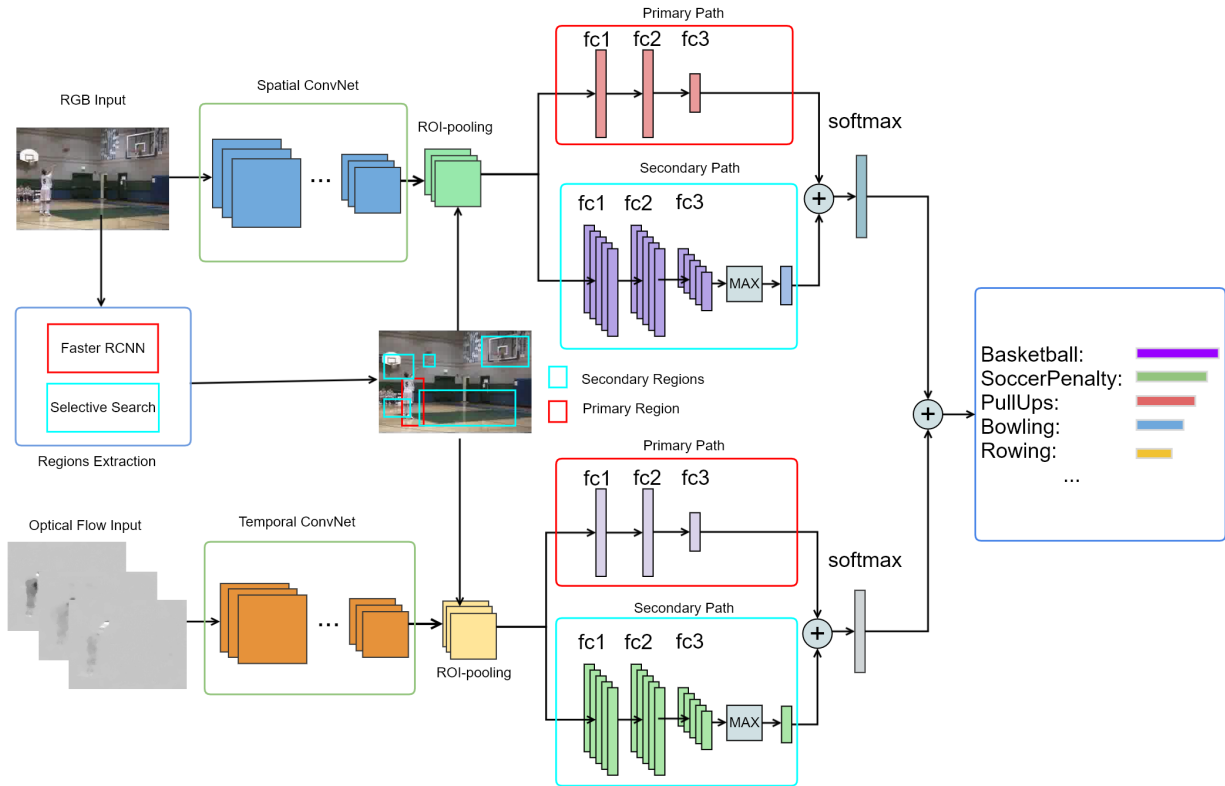 Primary Path
fc1 fc2 fc3
Spatial ConvNet
RGB Input
ROI-pooling
...
softmax
Secondary Path
fc1 fc2 fc3
+
MAX
Faster RCNN
Selective Search
Regions Extraction
Secondary Regions
Primary Region
Basketball:
SoccerPenalty:
PullUps:
Bowling:
Rowing:
...
+
Primary Path
fc1 fc2 fc3
Optical Flow Input
Temporal ConvNet
...
ROI-pooling
softmax
Secondary Path
fc1 fc2 fc3
+
MAX